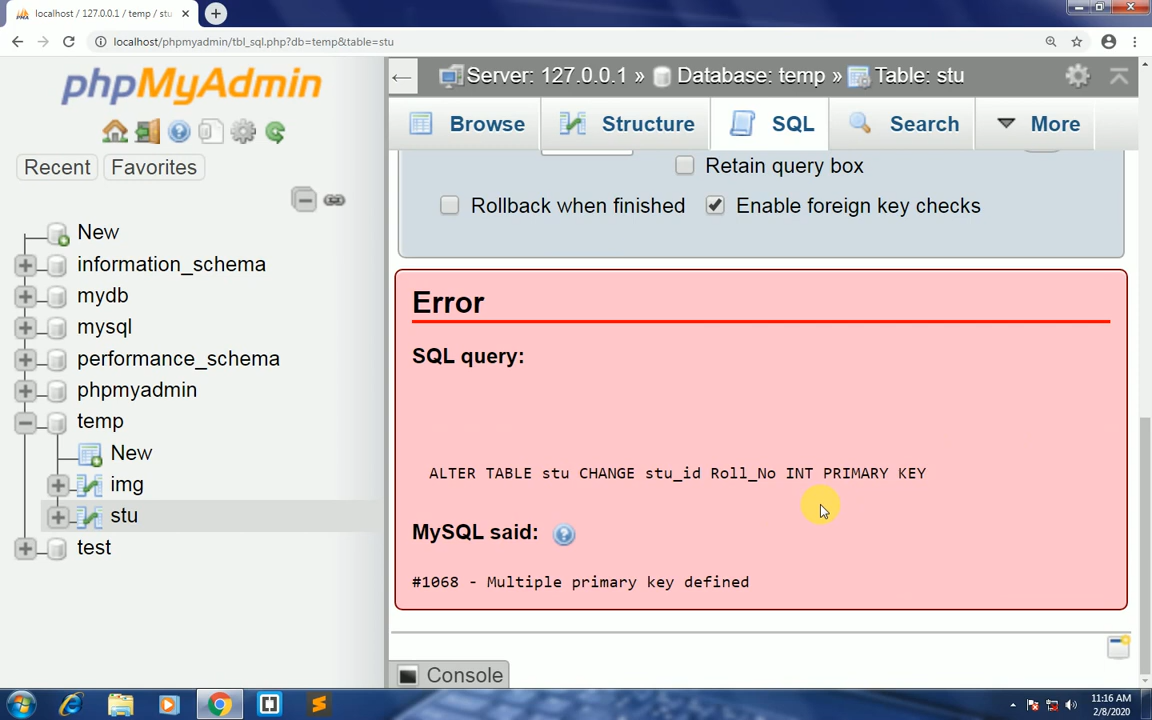 localhost / 127.0.0.1 / temp / stu
localhost/phpmyadmin/tbl_sql.php?db=temp&table=stu
phpMyAdmin
Recent
Favorites
New
information_schema
mydb
mysql
performance_schema
phpmyadmin
temp
New
img
stu
test
Server: 127.0.0.1 » Database: temp » Table: stu
Browse
Structure
SQL
Search
More
Retain query box
Rollback when finished
Enable foreign key checks
Error
SQL query:
ALTER TABLE stu CHANGE stu_id Roll_No INT PRIMARY KEY
MySQL said:
#1068 - Multiple primary key defined
Console
11:16 AM
2/8/2020